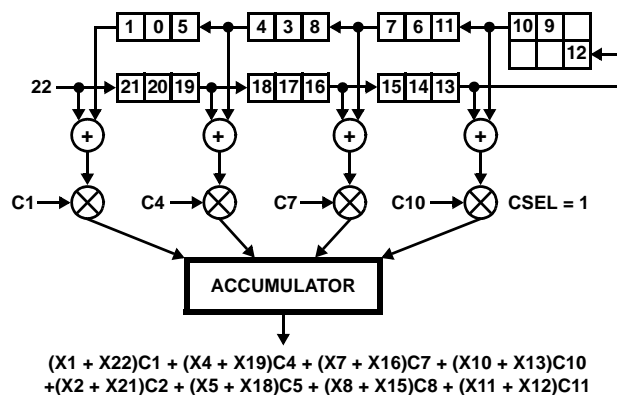 1 0 5 4 3 8 7 6 11 10 9
12
22 21 20 19 18 17 16 15 14 13
+ + + +
C1 C4 C7 C10 CSEL = 1
ACCUMULATOR
(X1 + X22)C1 + (X4 + X19)C4 + (X7 + X16)C7 + (X10 + X13)C10
+(X2 + X21)C2 + (X5 + X18)C5 + (X8 + X15)C8 + (X11 + X12)C11